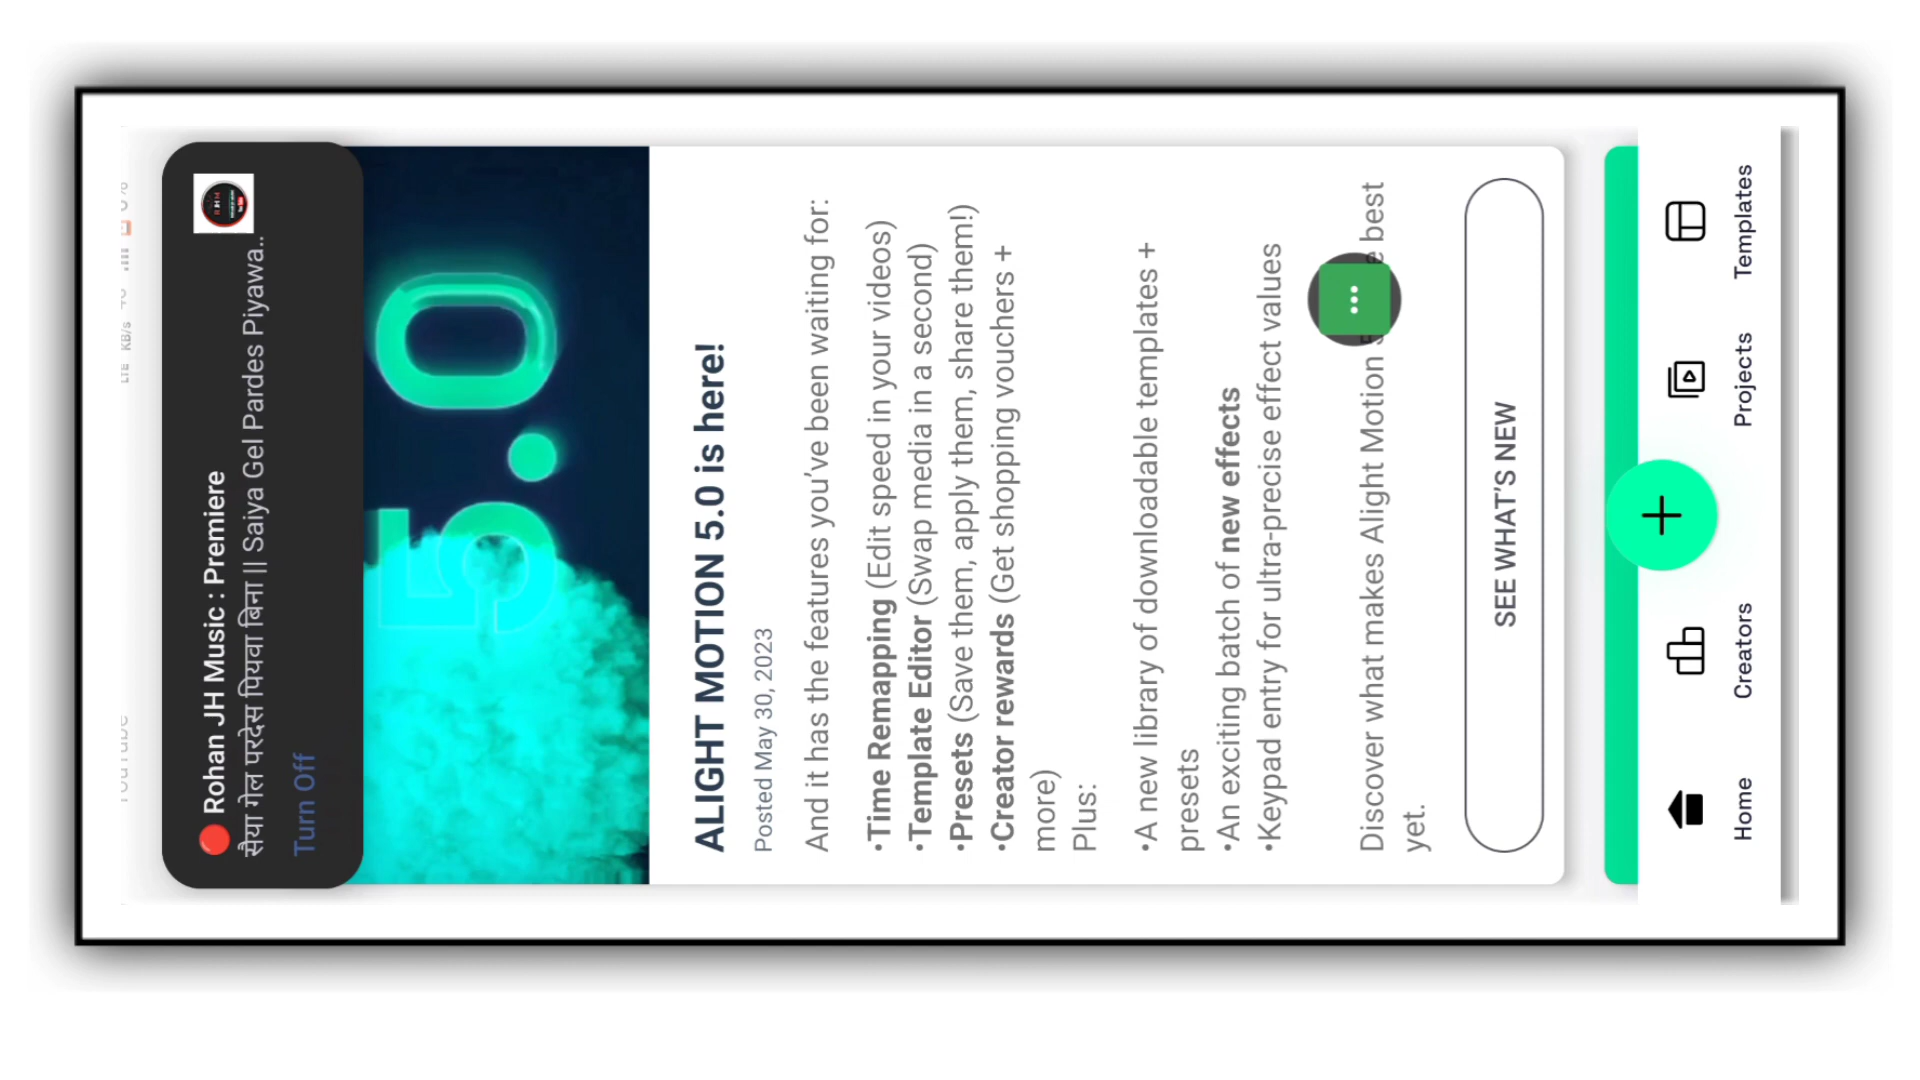 🔴 Rohan JH Music : Premiere
सैया गेल परदेस पियवा बिना || Saiya Gel Pardes Piyawa..
Turn Off
5.0
ALIGHT MOTION 5.0 is here!
Posted May 30, 2023
And it has the features you've been waiting for:
•Time Remapping (Edit speed in your videos)
•Template Editor (Swap media in a second)
•Presets (Save them, apply them, share them!)
•Creator rewards (Get shopping vouchers +
more)
Plus:
•A new library of downloadable templates +
presets
•An exciting batch of new effects
•Keypad entry for ultra-precise effect values
Discover what makes Alight Motion best
yet.
SEE WHAT'S NEW
Home
Creators
Projects
Templates